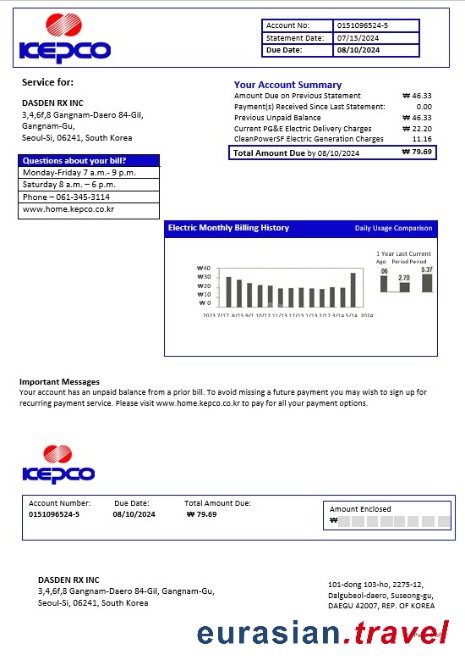 KEPCO
Account No: 0151096524-5
Statement Date: 07/13/2024
Due Date: 08/10/2024
Service for:
DASDEN RX INC
3,4,6f,8 Gangnam-Daero 84-Gil,
Gangnam-Gu,
Seoul-Si, 06241, South Korea
Your Account Summary
Amount Due on Previous Statement ₩ 46.33
Payment(s) Received Since Last Statement: 0.00
Previous Unpaid Balance ₩ 46.33
Current PG&E Electric Delivery Charges ₩ 22.20
CleanPowerSF Electric Generation Charges 11.16
Total Amount Due by 08/10/2024 ₩ 79.69
Questions about your bill?
Monday-Friday 7 a.m.- 9 p.m.
Saturday 8 a.m. – 6 p.m.
Phone – 061-345-3114
www.home.kepco.co.kr
Electric Monthly Billing History Daily Usage Comparison
1 Year Last Current
Ago Period Period
.06 2.70 5.37
₩40
₩30
₩20
₩10
₩ 0
Important Messages
Your account has an unpaid balance from a prior bill. To avoid missing a future payment you may wish to sign up for
recurring payment service. Please visit www.home.kepco.co.kr to pay for all your payment options.
KEPCO
Account Number: Due Date: Total Amount Due:
0151096524-5 08/10/2024 ₩ 79.69
Amount Enclosed
₩
DASDEN RX INC
3,4,6f,8 Gangnam-Daero 84-Gil, Gangnam-Gu,
Seoul-Si, 06241, South Korea
101-dong 103-ho, 2275-12,
Dalgubeol-daero, Suseong-gu,
DAEGU 42007, REP. OF KOREA
eurasian.travel